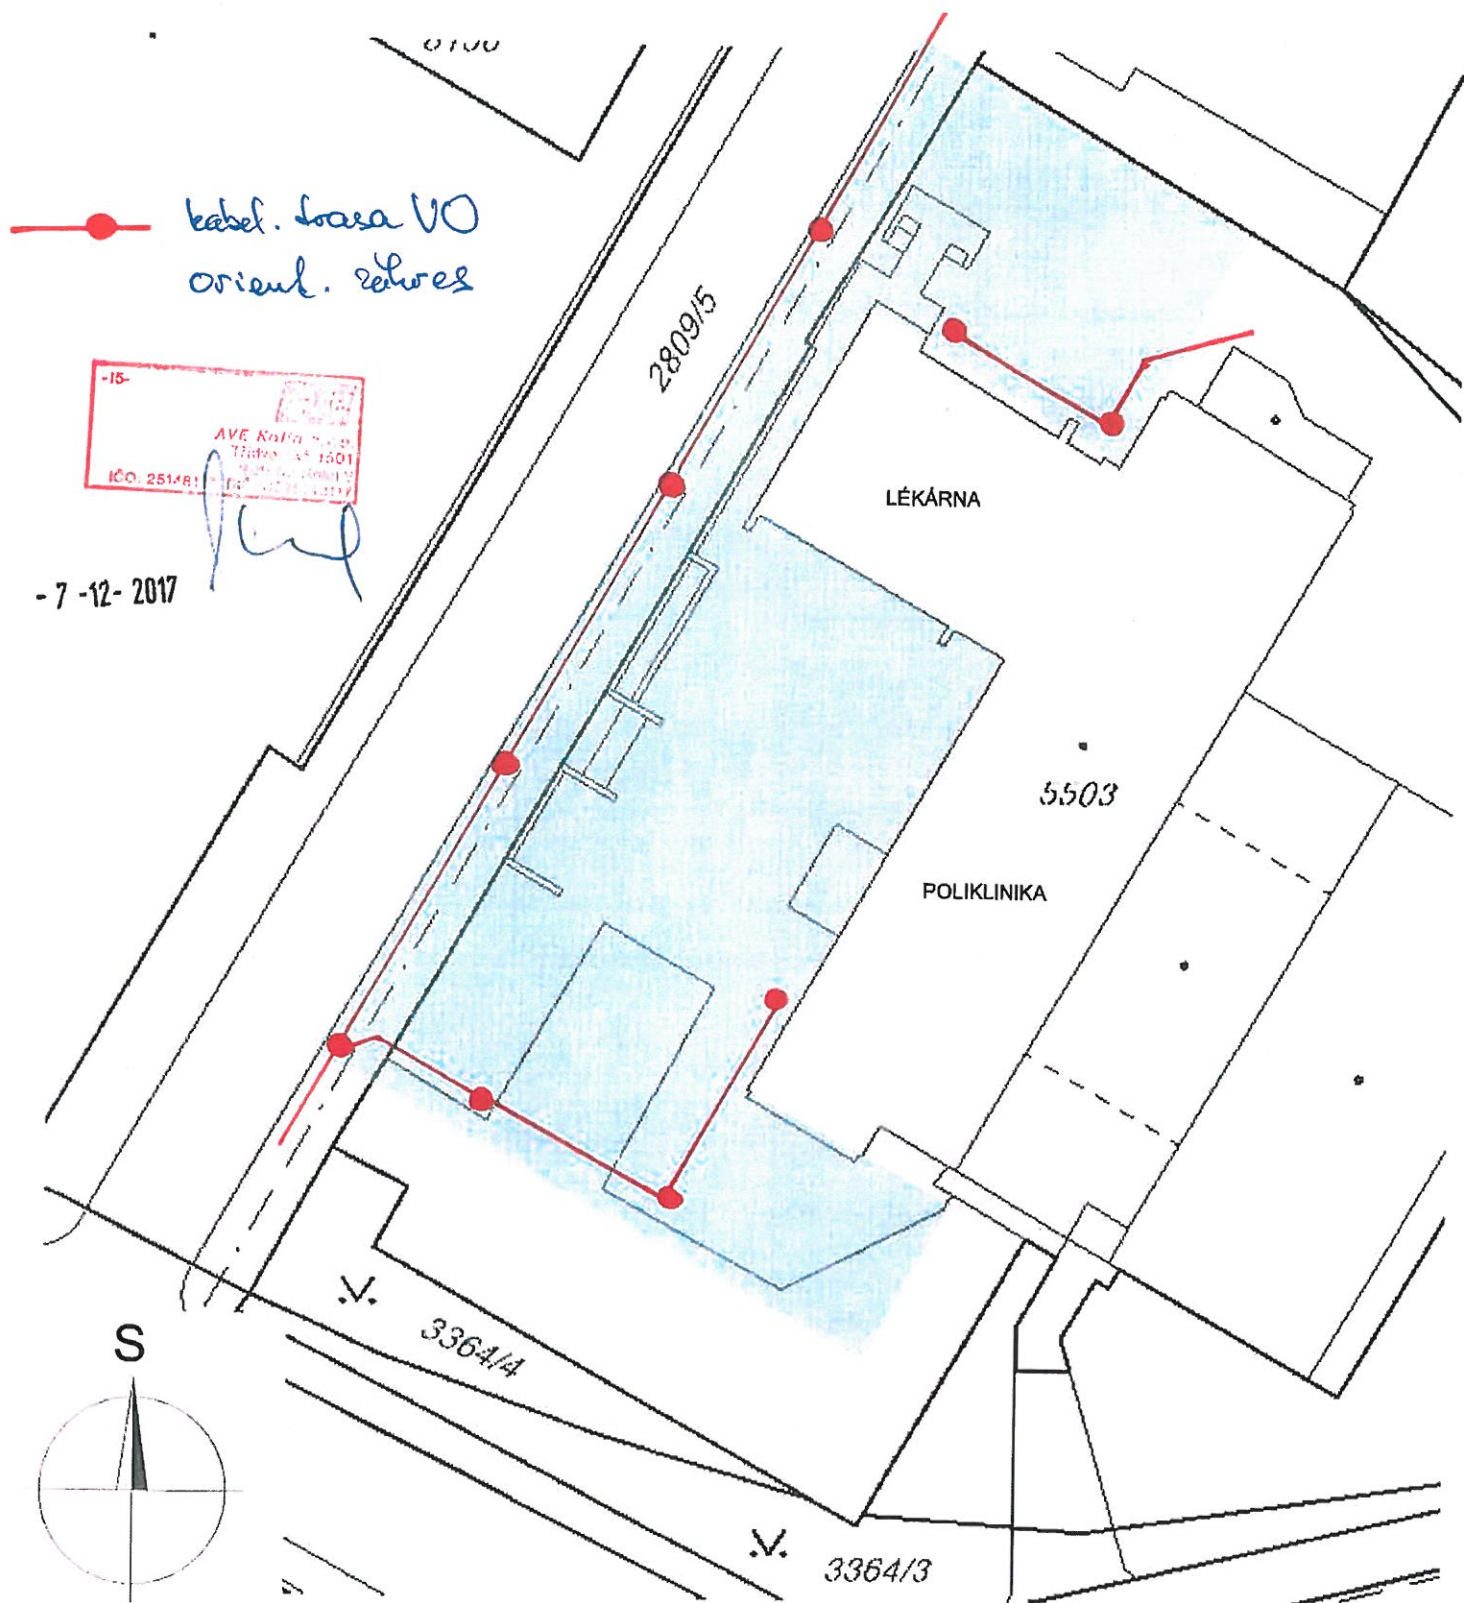 kabel. trasa VO
orient. zákres
2809/5
-15-
AVE Kolín s.r.o.
IČO: 251481
- 7 -12- 2017
LÉKÁRNA
5503
POLIKLINIKA
S
3364/4
3364/3